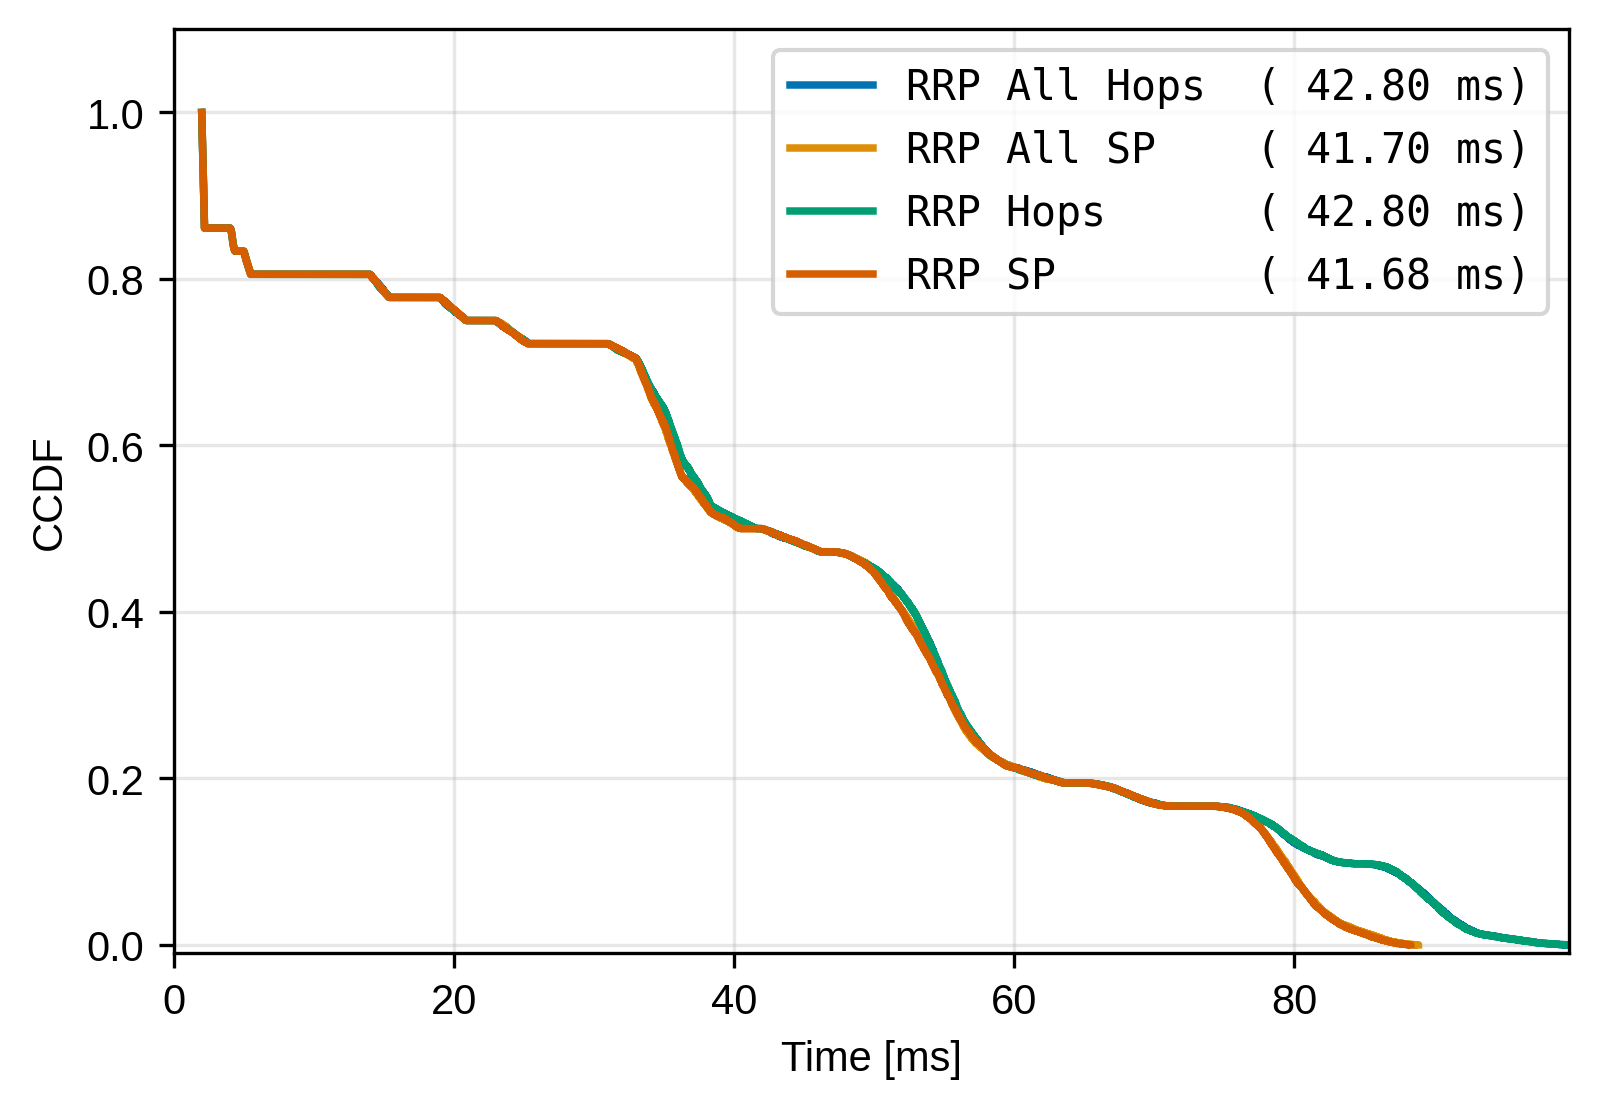 RRP All Hops  ( 42.80 ms)
RRP All SP    ( 41.70 ms)
RRP Hops      ( 42.80 ms)
RRP SP        ( 41.68 ms)
1.0
0.8
0.6
0.4
0.2
0.0
CCDF
0 20 40 60 80
Time [ms]